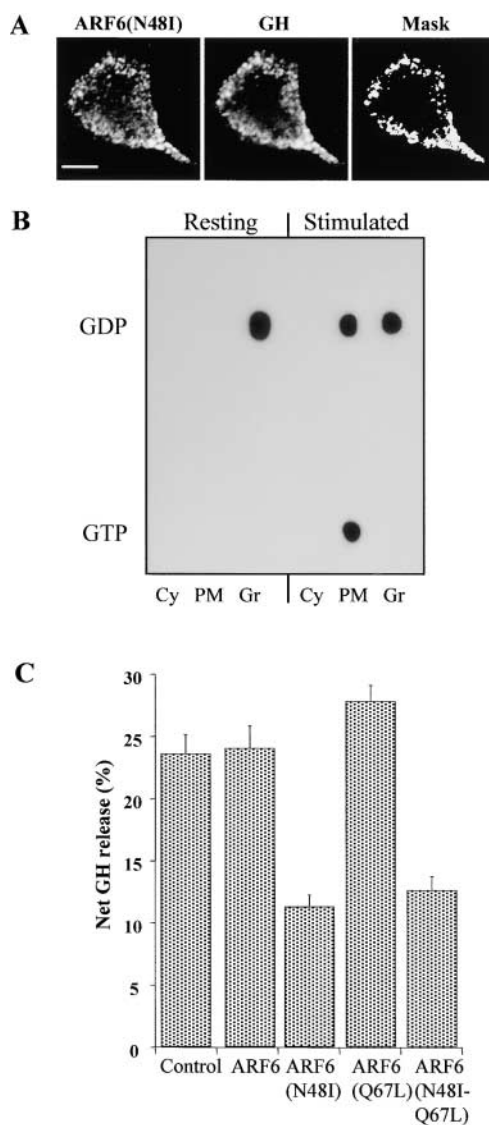 A
ARF6(N48I) GH Mask
B
Resting Stimulated
GDP
GTP
Cy PM Gr Cy PM Gr
C
Net GH release (%)
30
25
20
15
10
5
0
Control ARF6 ARF6 ARF6 ARF6
(N48I) (Q67L) (N48I-
Q67L)